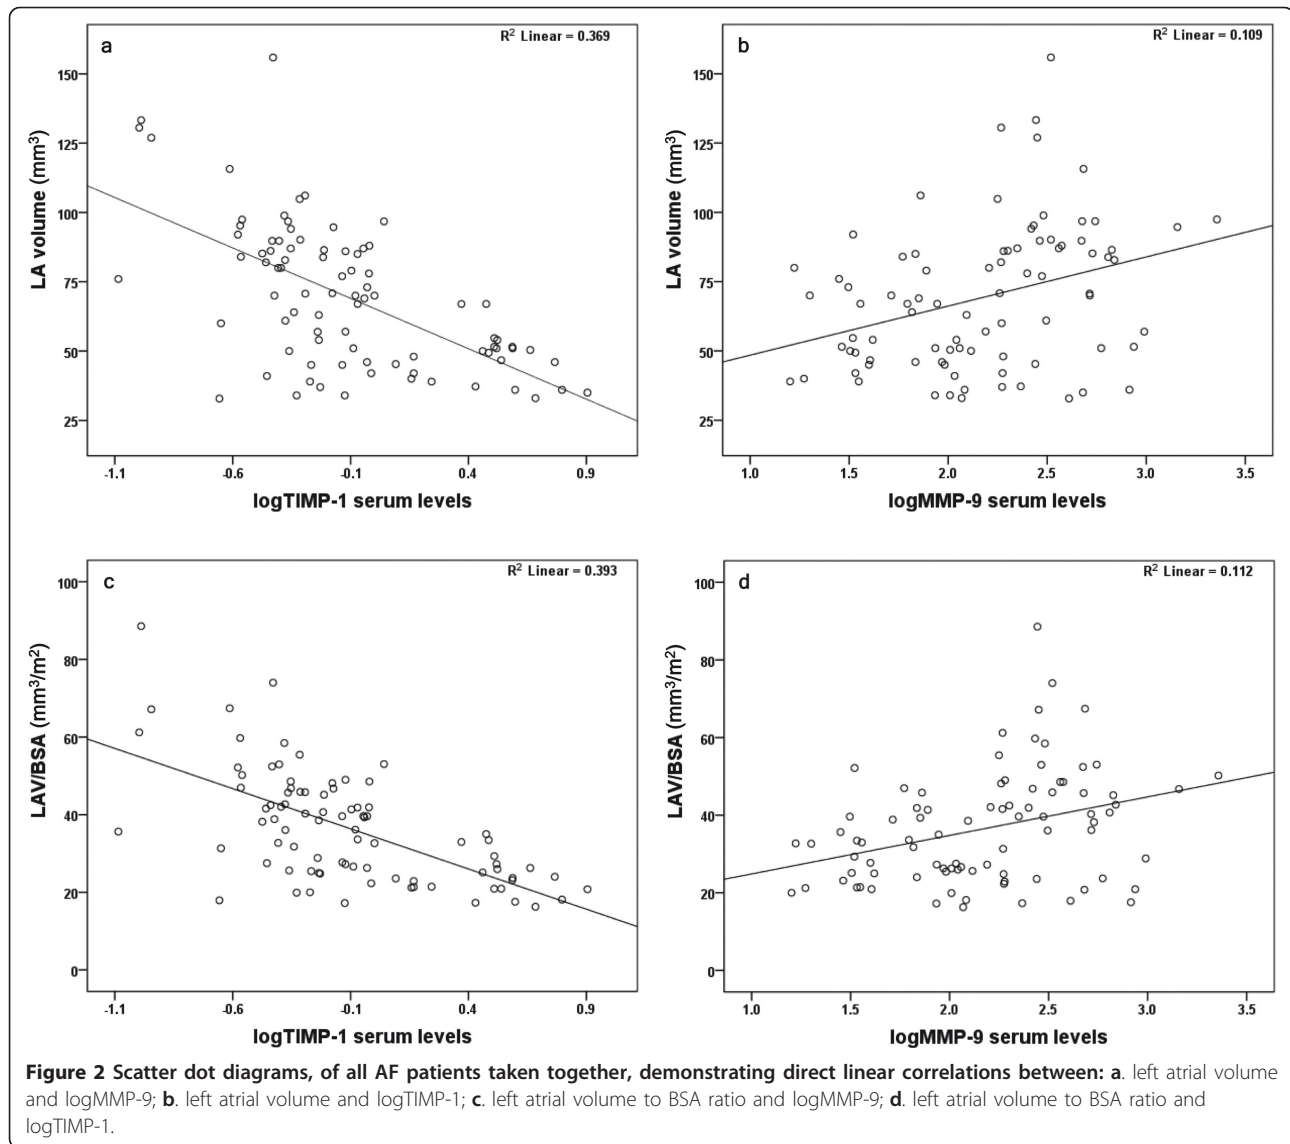 a
R² Linear = 0.369
LA volume (mm³)
150
125
100
75
50
25
-1.1
-0.6
-0.1
0.4
0.9
logTIMP-1 serum levels
b
R² Linear = 0.109
LA volume (mm³)
150
125
100
75
50
25
1.0
1.5
2.0
2.5
3.0
3.5
logMMP-9 serum levels
c
R² Linear = 0.393
LAV/BSA (mm³/m²)
100
80
60
40
20
0
-1.1
-0.6
-0.1
0.4
0.9
logTIMP-1 serum levels
d
R² Linear = 0.112
LAV/BSA (mm³/m²)
100
80
60
40
20
0
1.0
1.5
2.0
2.5
3.0
3.5
logMMP-9 serum levels
Figure 2 Scatter dot diagrams, of all AF patients taken together, demonstrating direct linear correlations between: a. left atrial volume
and logMMP-9; b. left atrial volume and logTIMP-1; c. left atrial volume to BSA ratio and logMMP-9; d. left atrial volume to BSA ratio and
logTIMP-1.